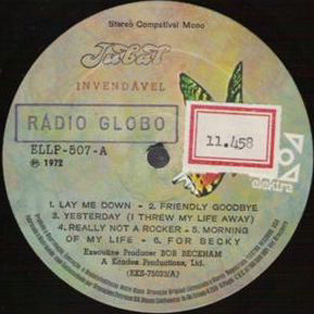 Stereo Compatível Mono
Jubal
INVENDÁVEL
RÁDIO GLOBO
11.458
ELLP-507-A
℗ 1972
elektra
1. LAY ME DOWN - 2. FRIENDLY GOODBYE
3. YESTERDAY (I THREW MY LIFE AWAY)
4. REALLY NOT A ROCKER - 5. MORNING
OF MY LIFE - 6. FOR BECKY
Executive Producer BOB BECKHAM
A Combine Productions, Ltd.
(EKS-75033(A)